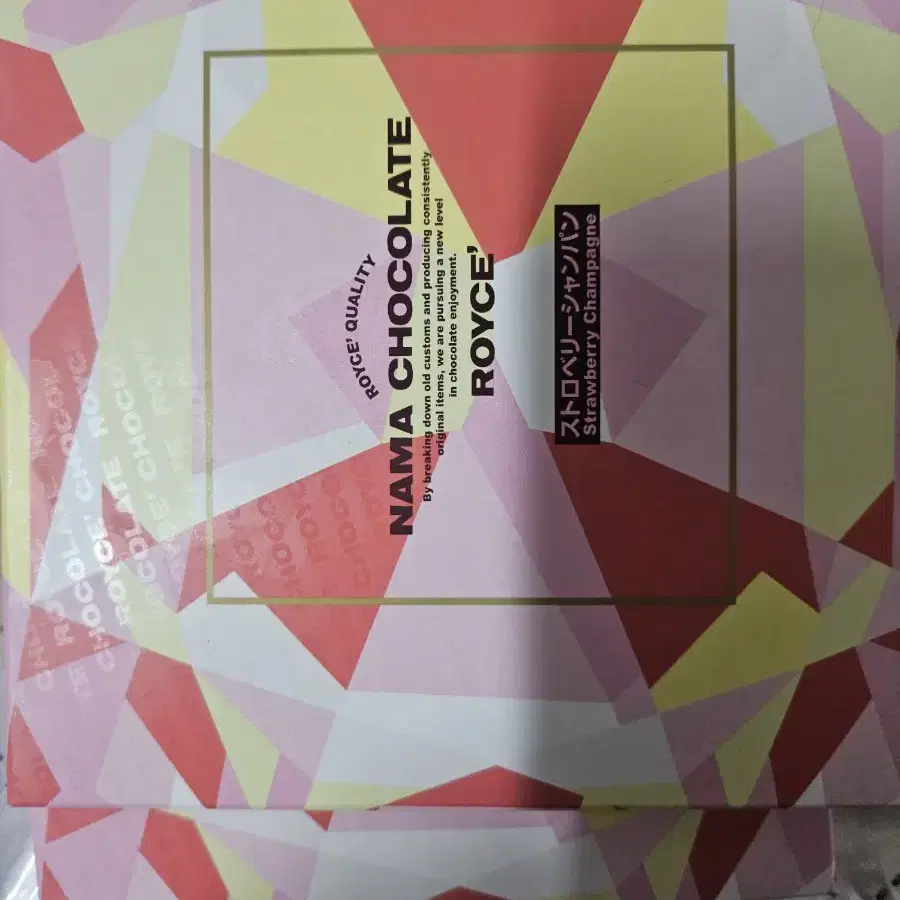 ROYCE' QUALITY
NAMA CHOCOLATE
By breaking down old customs and producing consistently
original items, we are pursuing a new level
in chocolate enjoyment.
ROYCE'
ストロベリーシャンパン
Strawberry Champagne